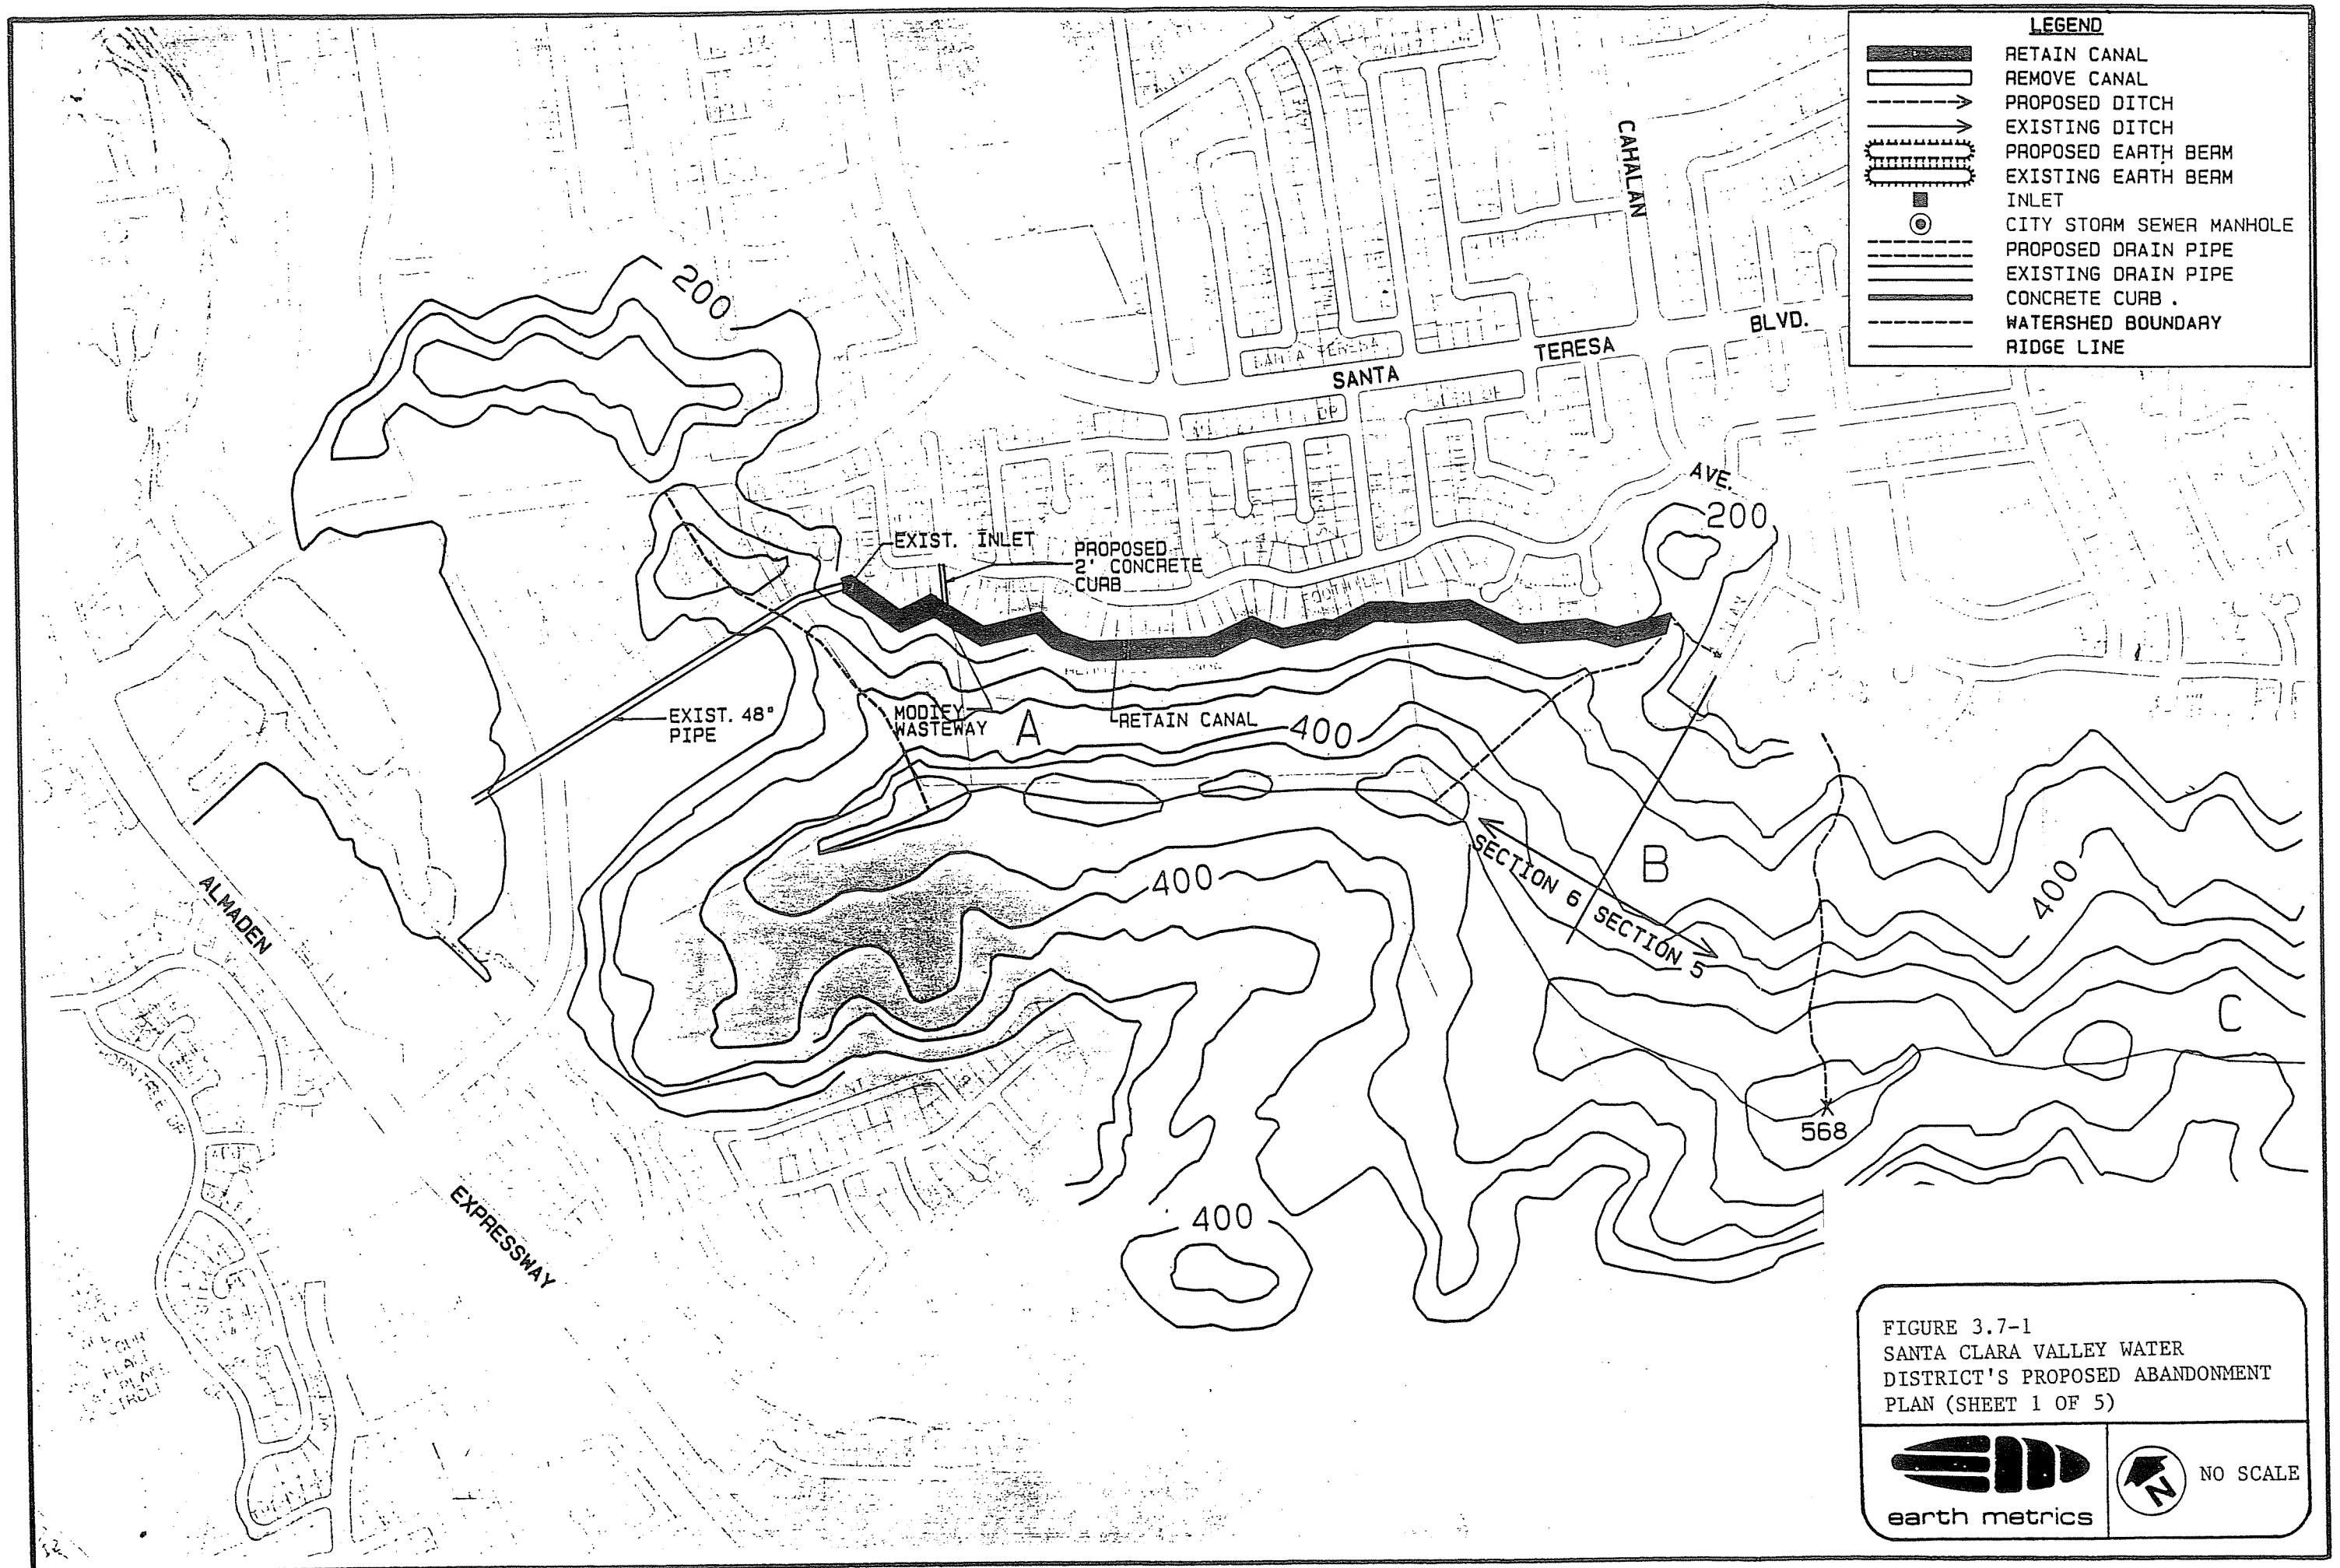 LEGEND
RETAIN CANAL
REMOVE CANAL
PROPOSED DITCH
EXISTING DITCH
PROPOSED EARTH BERM
EXISTING EARTH BERM
INLET
CITY STORM SEWER MANHOLE
PROPOSED DRAIN PIPE
EXISTING DRAIN PIPE
CONCRETE CURB.
WATERSHED BOUNDARY
RIDGE LINE
CAHALAN
AVE.
SANTA TERESA BLVD.
SANTA TERESA
200
200
EXIST. INLET
PROPOSED
2' CONCRETE
CURB
EXIST. 48"
PIPE
MODIFY
WASTEWAY
A
RETAIN CANAL
400
B
SECTION 6
SECTION 5
400
400
C
568
400
ALMADEN
EXPRESSWAY
FIGURE 3.7-1
SANTA CLARA VALLEY WATER
DISTRICT'S PROPOSED ABANDONMENT
PLAN (SHEET 1 OF 5)
earth metrics
N
NO SCALE